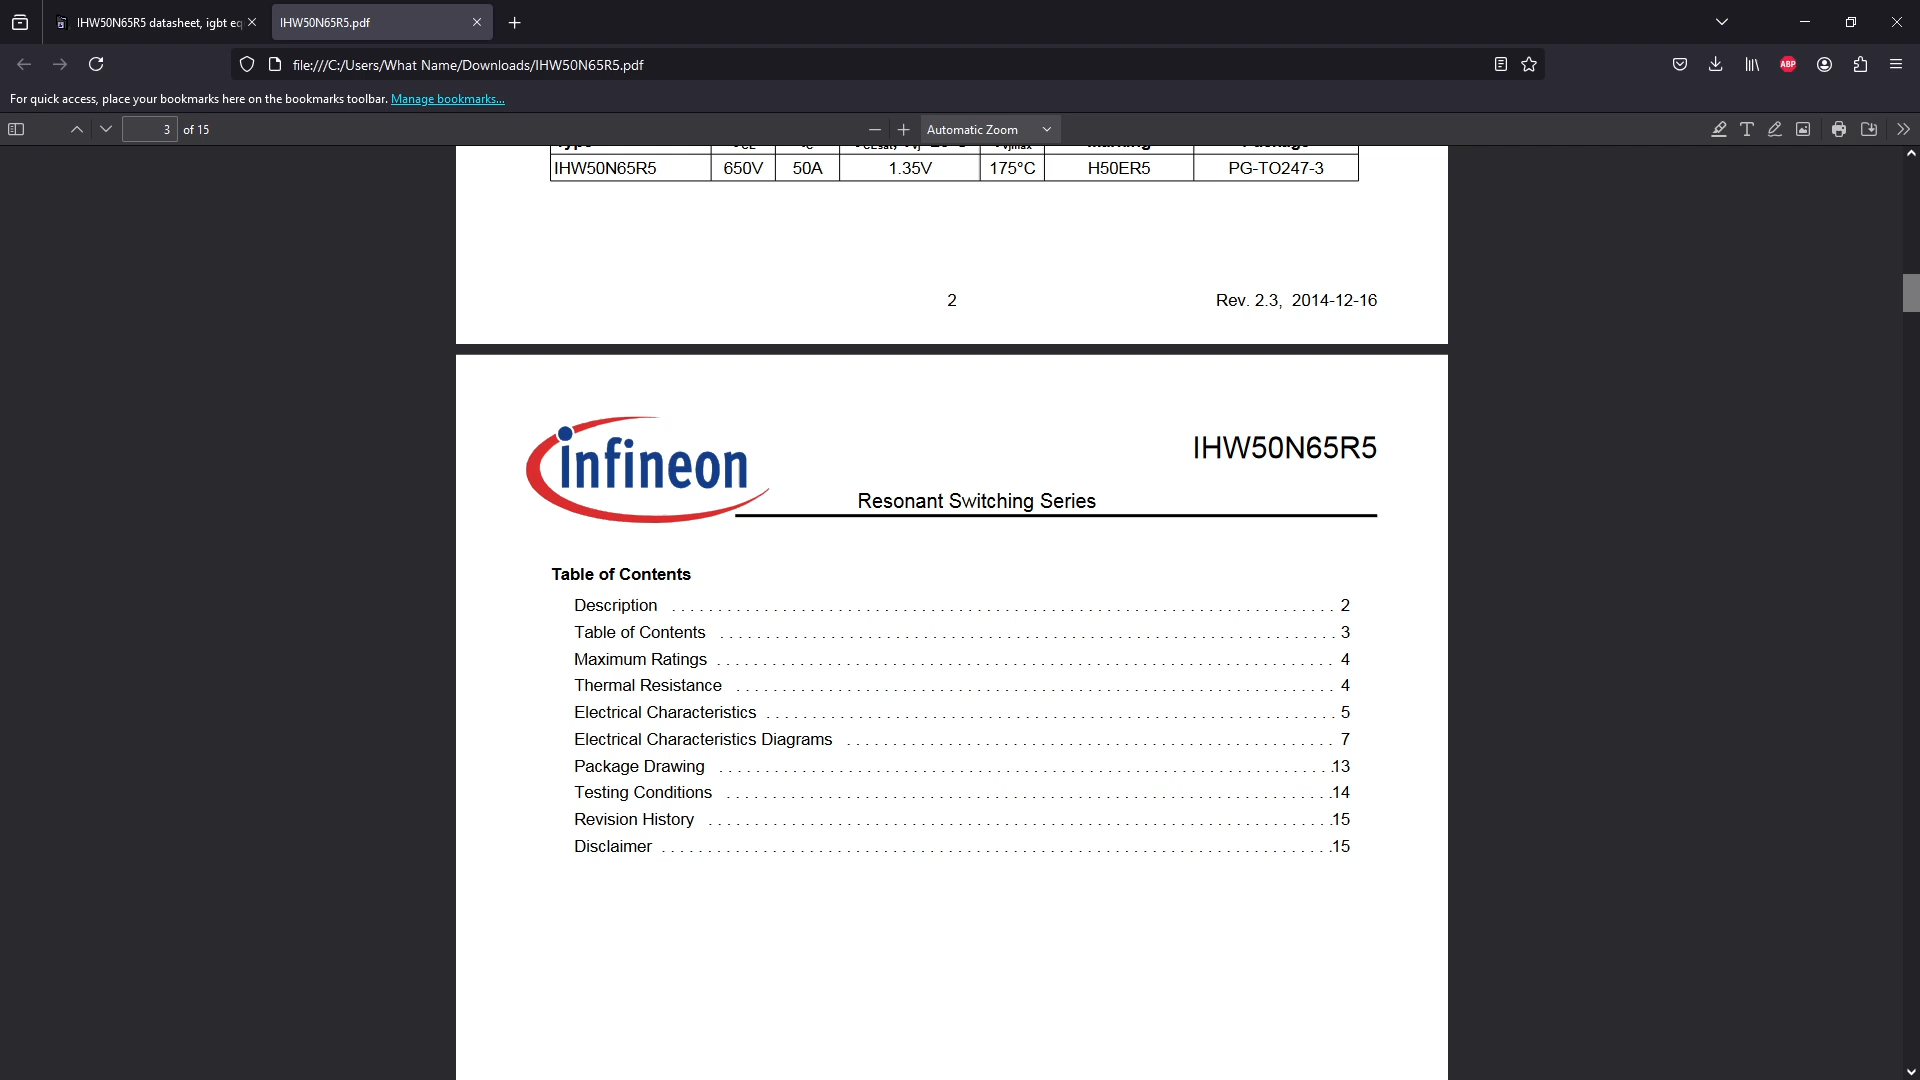 IHW50N65R5 datasheet, igbt eq
IHW50N65R5.pdf
file:///C:/Users/What Name/Downloads/IHW50N65R5.pdf
ABP
For quick access, place your bookmarks here on the bookmarks toolbar. Manage bookmarks...
3 of 15
Automatic Zoom
IHW50N65R5 650V 50A 1.35V 175°C H50ER5 PG-TO247-3
2 Rev. 2.3, 2014-12-16
infineon
IHW50N65R5
Resonant Switching Series
Table of Contents
Description . . . . . . . . . . . . . . . . . . . . . . . . . . . . . . 2
Table of Contents . . . . . . . . . . . . . . . . . . . . . . . . . . . . . . 3
Maximum Ratings . . . . . . . . . . . . . . . . . . . . . . . . . . . . . . 4
Thermal Resistance . . . . . . . . . . . . . . . . . . . . . . . . . . . . . . 4
Electrical Characteristics . . . . . . . . . . . . . . . . . . . . . . . . . . . . . . 5
Electrical Characteristics Diagrams . . . . . . . . . . . . . . . . . . . . . . . . . . . . . . 7
Package Drawing . . . . . . . . . . . . . . . . . . . . . . . . . . . . . . 13
Testing Conditions . . . . . . . . . . . . . . . . . . . . . . . . . . . . . . 14
Revision History . . . . . . . . . . . . . . . . . . . . . . . . . . . . . . 15
Disclaimer . . . . . . . . . . . . . . . . . . . . . . . . . . . . . . 15